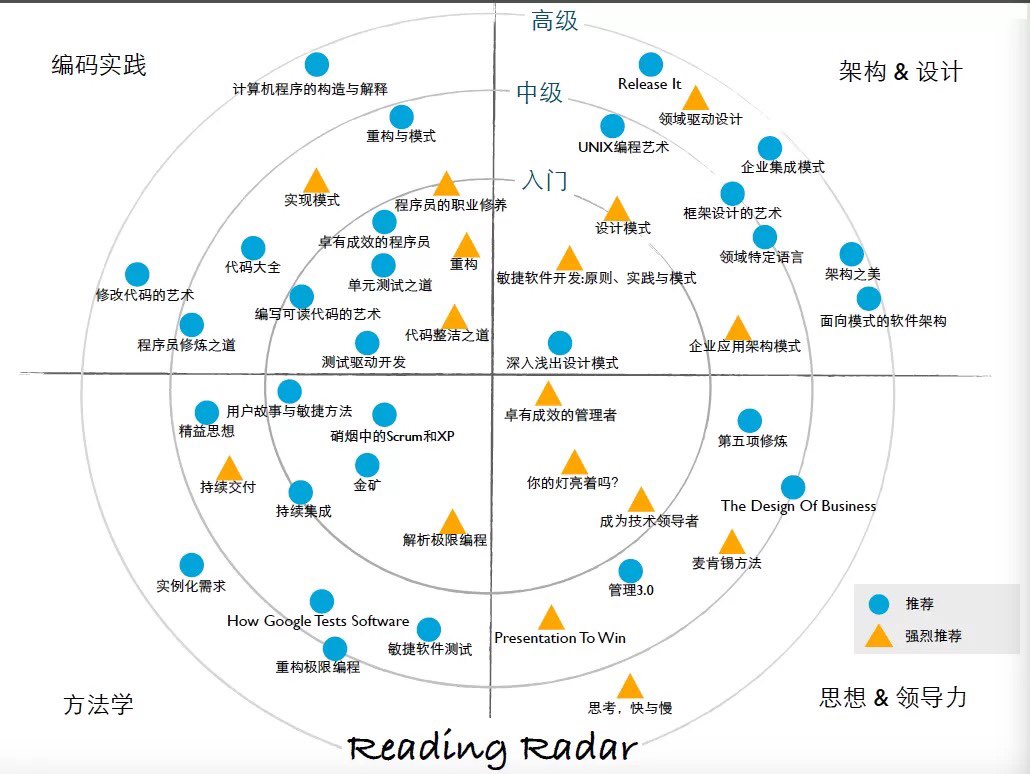 高级
编码实践
架构 & 设计
计算机程序的构造与解释
Release It
中级
领域驱动设计
重构与模式
UNIX编程艺术
企业集成模式
入门
实现模式
程序员的职业修养
框架设计的艺术
设计模式
卓有成效的程序员
领域特定语言
代码大全
重构
单元测试之道
敏捷软件开发:原则、实践与模式
架构之美
修改代码的艺术
编写可读代码的艺术
面向模式的软件架构
代码整洁之道
程序员修炼之道
企业应用架构模式
测试驱动开发
深入浅出设计模式
用户故事与敏捷方法
卓有成效的管理者
精益思想
硝烟中的Scrum和XP
第五项修炼
持续交付
金矿
你的灯亮着吗?
The Design Of Business
持续集成
成为技术领导者
解析极限编程
麦肯锡方法
实例化需求
管理3.0
推荐
How Google Tests Software
Presentation To Win
强烈推荐
敏捷软件测试
重构极限编程
方法学
思考，快与慢
思想 & 领导力
Reading Radar